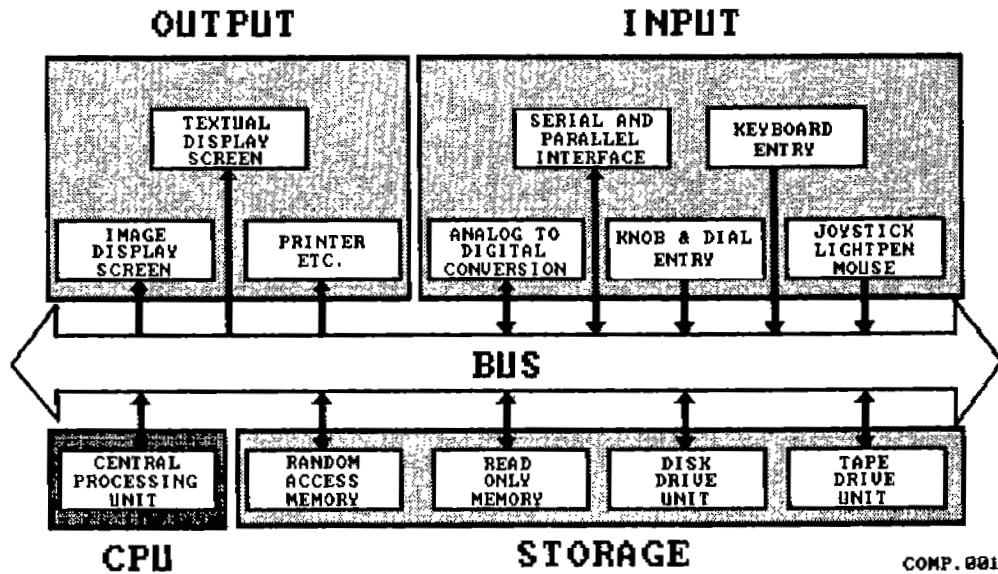 OUTPUT
INPUT
TEXTUAL
DISPLAY
SCREEN
SERIAL AND
PARALLEL
INTERFACE
KEYBOARD
ENTRY
IMAGE
DISPLAY
SCREEN
PRINTER
ETC.
ANALOG TO
DIGITAL
CONVERSION
KNOB & DIAL
ENTRY
JOYSTICK
LIGHTPEN
MOUSE
BUS
CENTRAL
PROCESSING
UNIT
RANDOM
ACCESS
MEMORY
READ
ONLY
MEMORY
DISK
DRIVE
UNIT
TAPE
DRIVE
UNIT
CPU
STORAGE
COMP.001